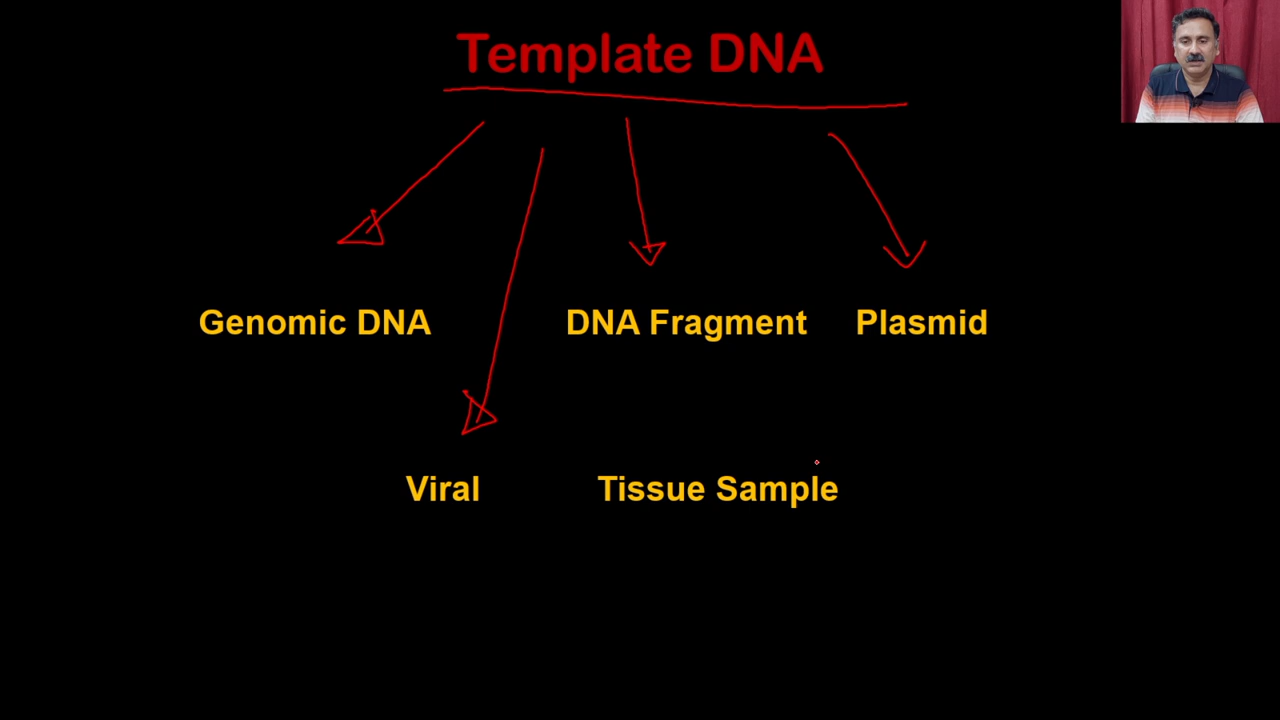 Template DNA
Genomic DNA DNA Fragment Plasmid
Viral Tissue Sample